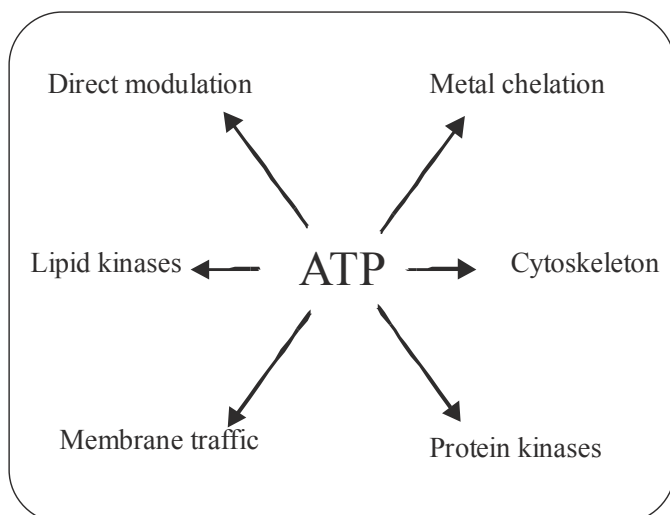 Direct modulation
Metal chelation
Lipid kinases
ATP
Cytoskeleton
Membrane traffic
Protein kinases